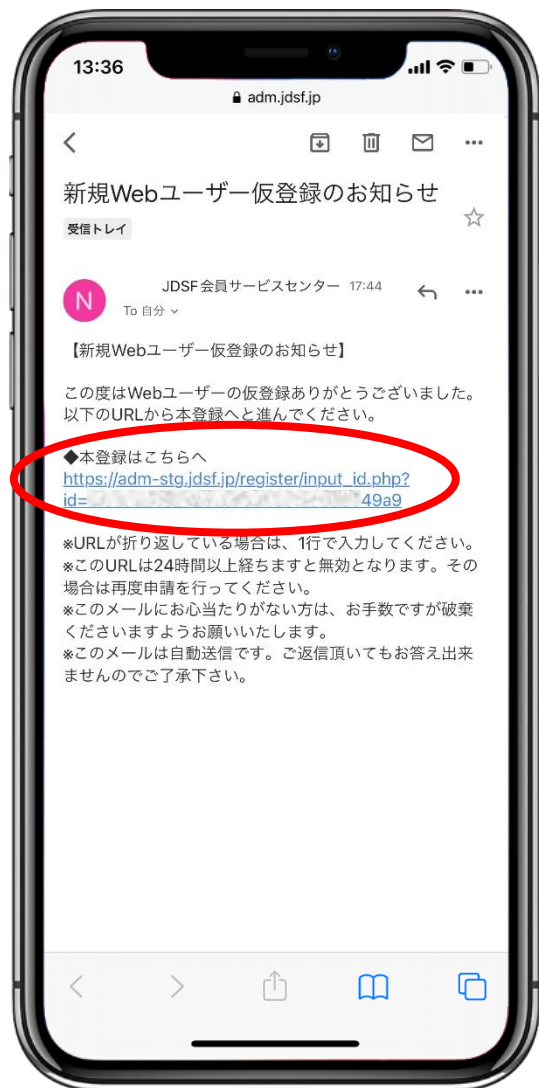 13:36
adm.jdsf.jp
新規Webユーザー仮登録のお知らせ
受信トレイ
N
JDSF会員サービスセンター 17:44
To 自分
【新規Webユーザー仮登録のお知らせ】
この度はWebユーザーの仮登録ありがとうございました。
以下のURLから本登録へと進んでください。
◆本登録はこちらへ
https://adm-stg.jdsf.jp/register/input_id.php?
id= 49a9
※URLが折り返している場合は、1行で入力してください。
※このURLは24時間以上経ちますと無効となります。その
場合は再度申請を行ってください。
※このメールにお心当たりがない方は、お手数ですが破棄
くださいますようお願いいたします。
※このメールは自動送信です。ご返信頂いてもお答え出来
ませんのでご了承下さい。